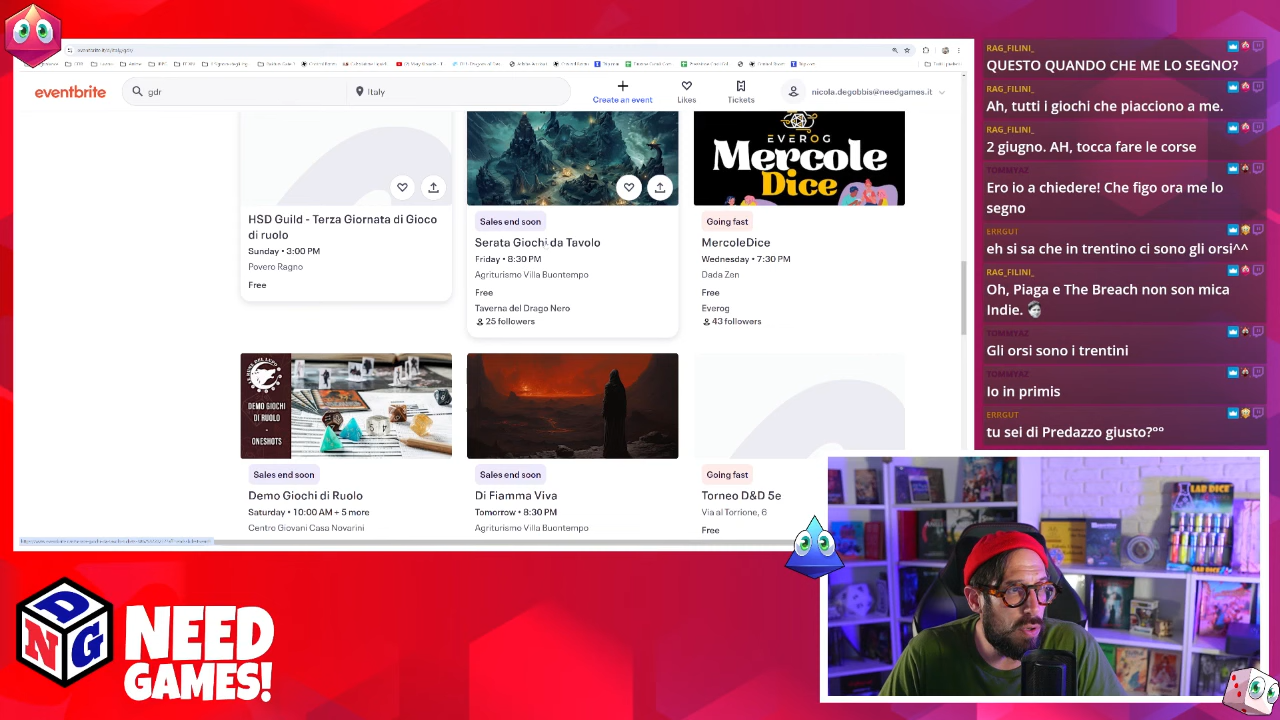 eventbrite
gdr
Italy
Create an event
Likes
Tickets
nicola.degobbis@needgames.it
HSD Guild - Terza Giornata di Gioco
di ruolo
Sunday • 3:00 PM
Povero Ragno
Free
Sales end soon
Serata Giochi da Tavolo
Friday • 8:30 PM
Agriturismo Villa Buontempo
Free
Taverna del Drago Nero
25 followers
EVEROG
Mercole
Dice
Going fast
MercoleDice
Wednesday • 7:30 PM
Dada Zen
Free
Everog
43 followers
DEMO GIOCHI
DI RUOLO
-
ONESHOTS
Sales end soon
Demo Giochi di Ruolo
Saturday • 10:00 AM + 5 more
Centro Giovani Casa Novarini
Sales end soon
Di Fiamma Viva
Tomorrow • 8:30 PM
Agriturismo Villa Buontempo
Going fast
Torneo D&D 5e
Via al Torrione, 6
Free
RAG_FILINI_
QUESTO QUANDO CHE ME LO SEGNO?
RAG_FILINI_
Ah, tutti i giochi che piacciono a me.
RAG_FILINI_
2 giugno. AH, tocca fare le corse
TOMMYAZ
Ero io a chiedere! Che figo ora me lo
segno
ERRGUT
eh si sa che in trentino ci sono gli orsi^^
RAG_FILINI_
Oh, Piaga e The Breach non son mica
Indie.
TOMMYAZ
Gli orsi sono i trentini
TOMMYAZ
Io in primis
ERRGUT
tu sei di Predazzo giusto?°°
D
N
G
NEED
GAMES!